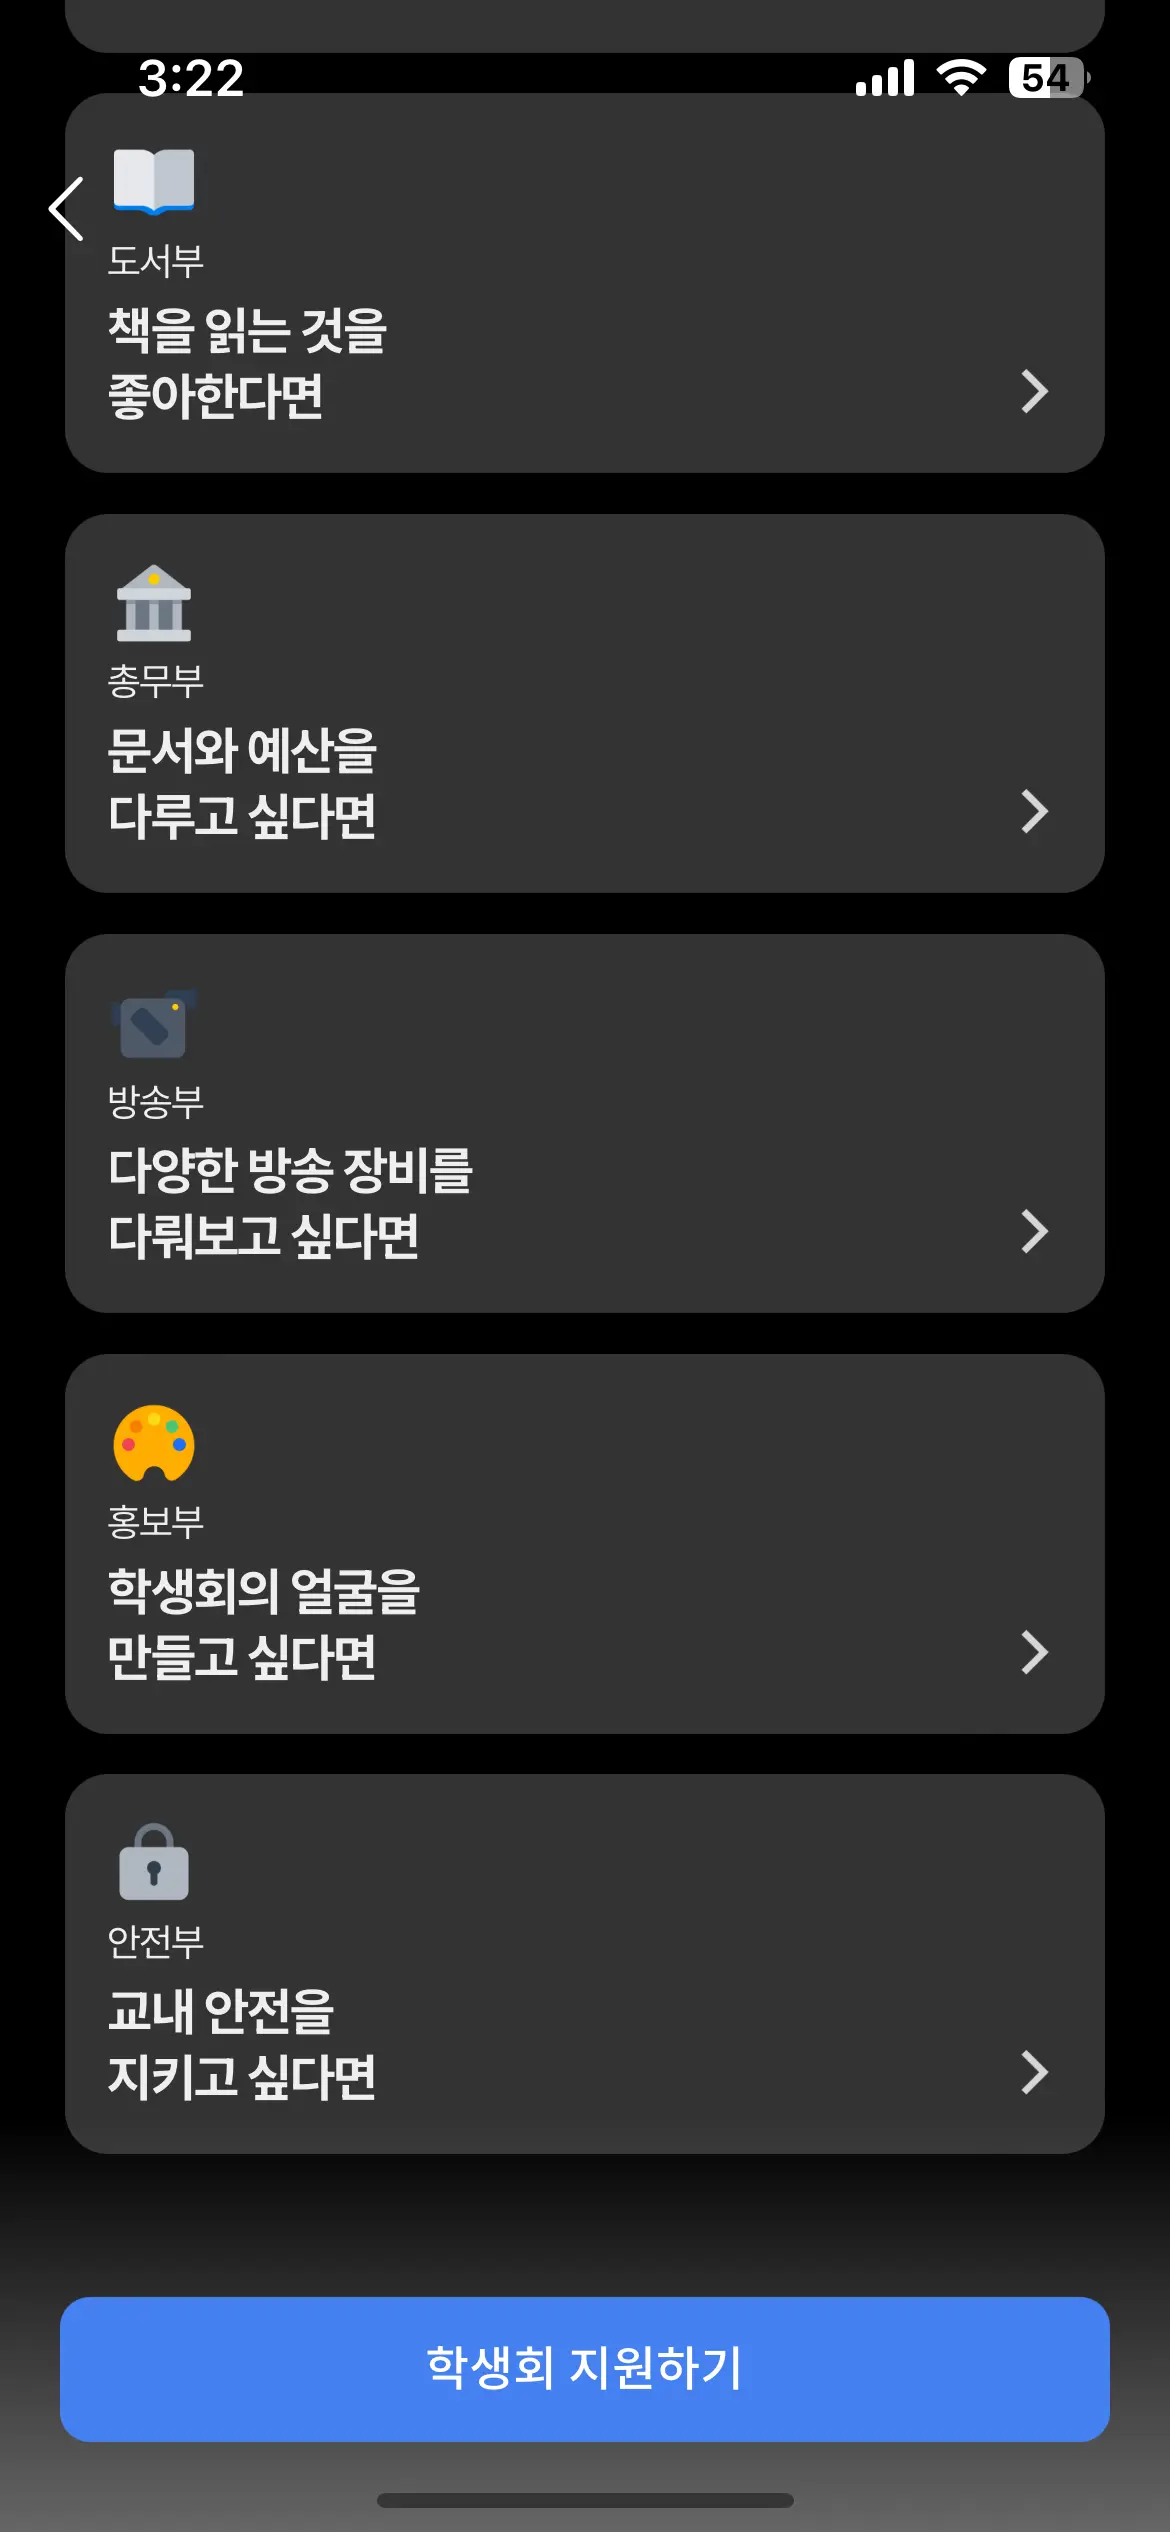 3:22
54
도서부
책을 읽는 것을
좋아한다면
총무부
문서와 예산을
다루고 싶다면
방송부
다양한 방송 장비를
다뤄보고 싶다면
홍보부
학생회의 얼굴을
만들고 싶다면
안전부
교내 안전을
지키고 싶다면
학생회 지원하기